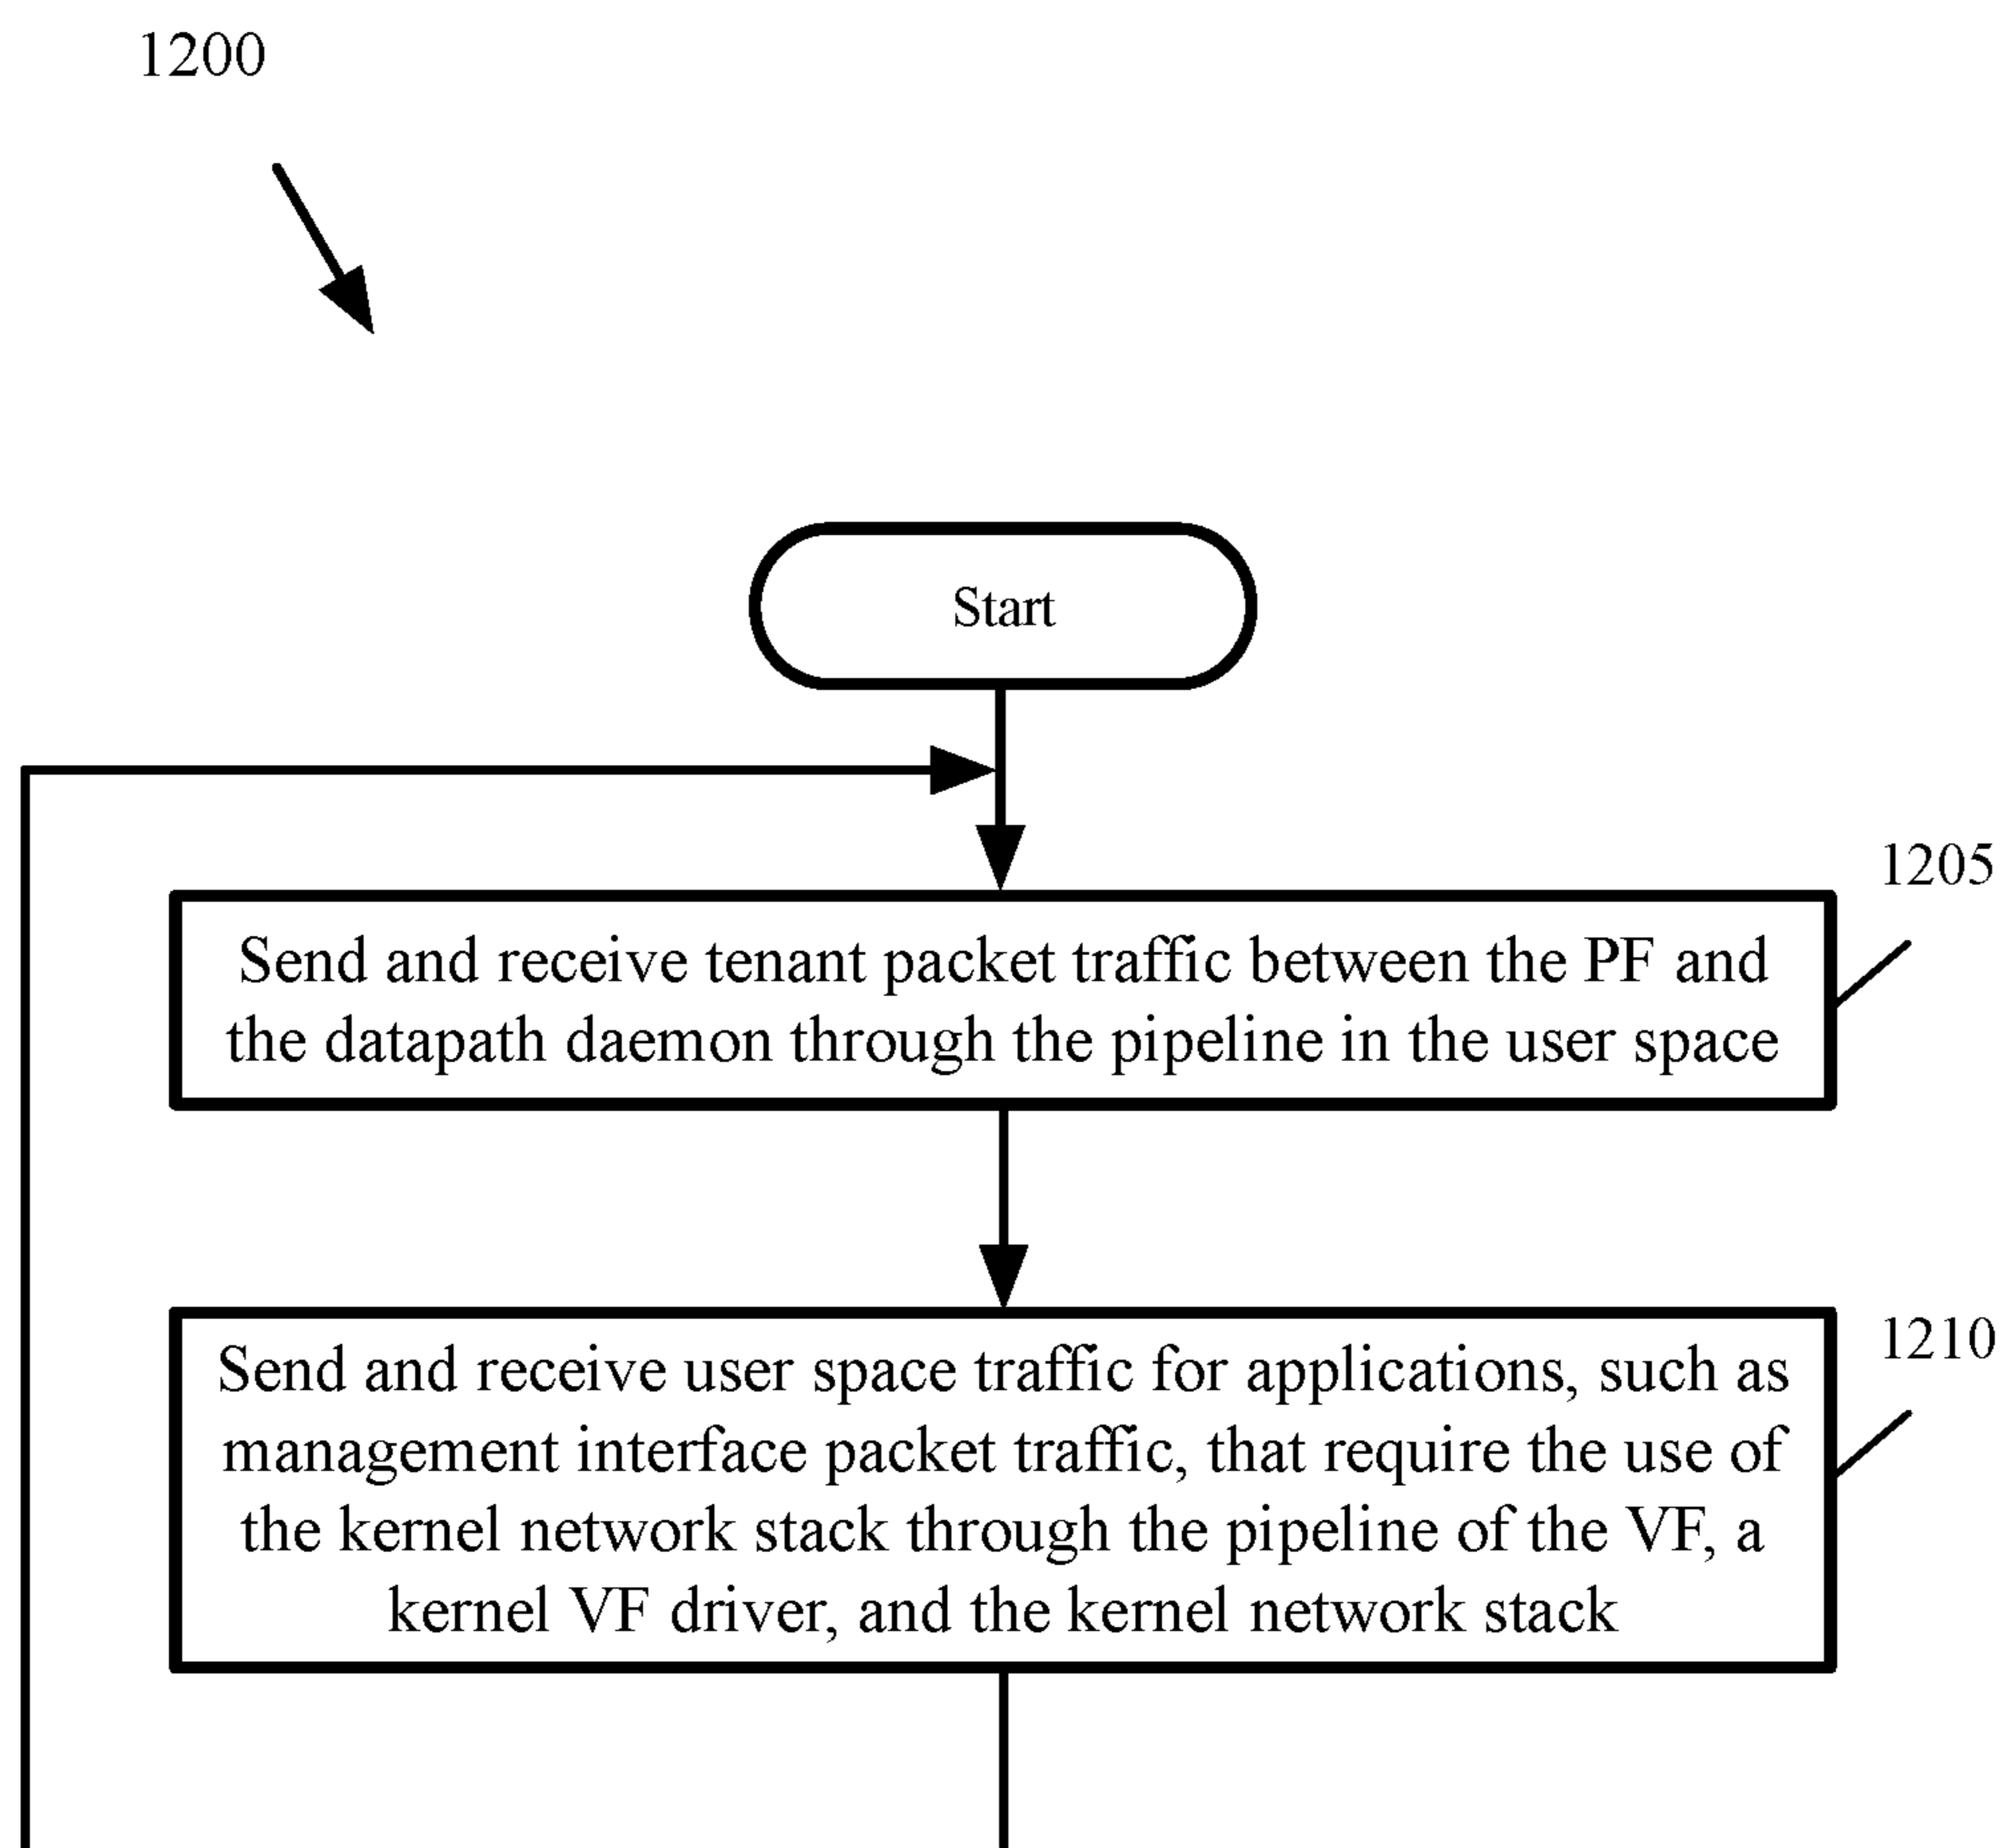 1200
Start
1205
Send and receive tenant packet traffic between the PF and
the datapath daemon through the pipeline in the user space
1210
Send and receive user space traffic for applications, such as
management interface packet traffic, that require the use of
the kernel network stack through the pipeline of the VF, a
kernel VF driver, and the kernel network stack